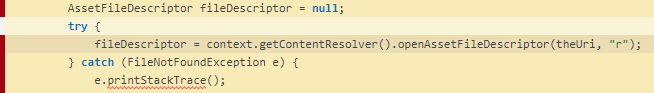 AssetFileDescriptor fileDescriptor = null;
try {
fileDescriptor = context.getContentResolver().openAssetFileDescriptor(theUri, "r");
} catch (FileNotFoundException e) {
e.printStackTrace();